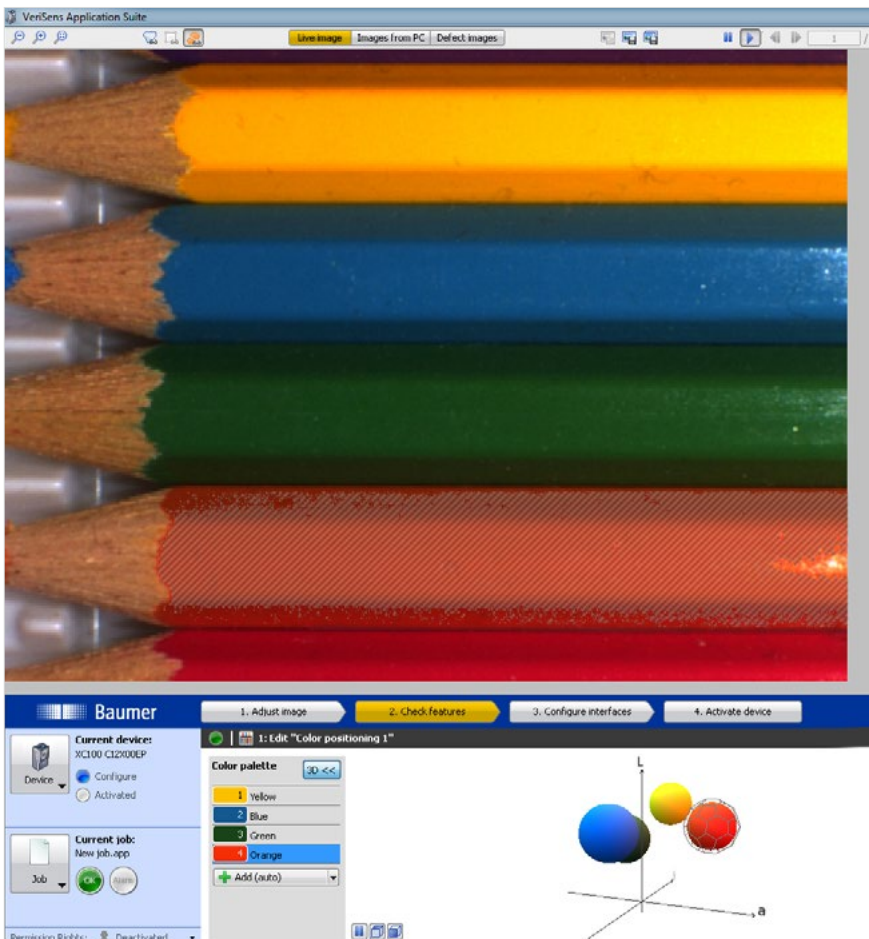 VeriSens Application Suite
Live image Images from PC Defect images 1 /
Baumer
1. Adjust image 2. Check features 3. Configure interfaces 4. Activate device
Current device:
XC100 C12X00EP
Device
Configure
Activated
1: Edit "Color positioning 1"
Color palette 3D <<
1 Yellow
2 Blue
3 Green
4 Orange
Add (auto)
Current job:
New job.app
Job
OK
L
a
Permission Rights: Deactivated